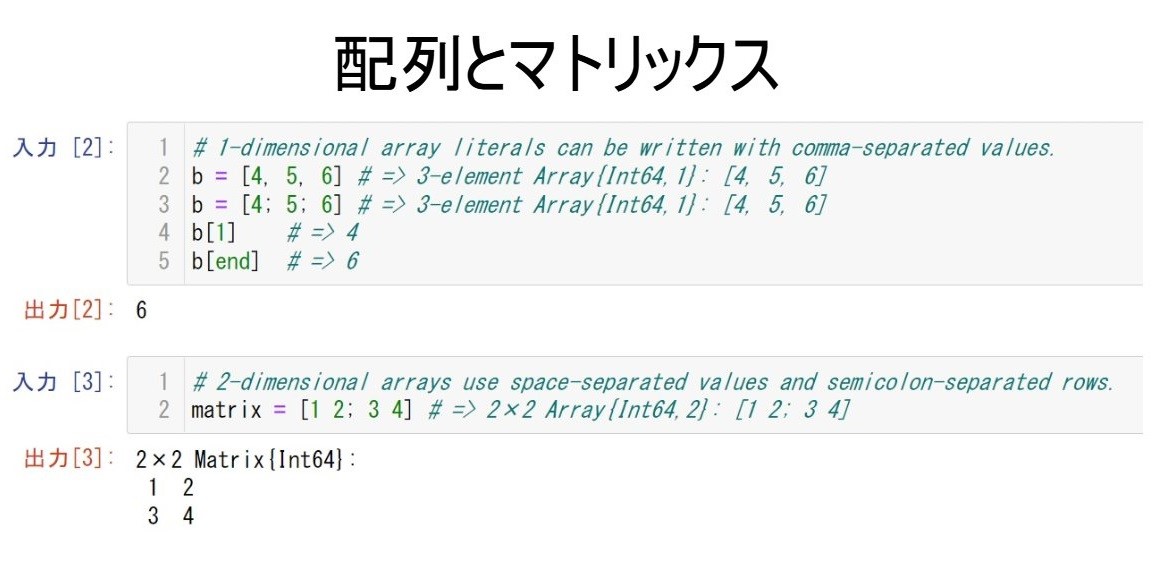 配列とマトリックス
入力 [2]:
1 # 1-dimensional array literals can be written with comma-separated values.
2 b = [4, 5, 6] # => 3-element Array{Int64,1}: [4, 5, 6]
3 b = [4; 5; 6] # => 3-element Array{Int64,1}: [4, 5, 6]
4 b[1]    # => 4
5 b[end]  # => 6
出力[2]: 6
入力 [3]:
1 # 2-dimensional arrays use space-separated values and semicolon-separated rows.
2 matrix = [1 2; 3 4] # => 2×2 Array{Int64,2}: [1 2; 3 4]
出力[3]: 2×2 Matrix{Int64}:
1  2
3  4